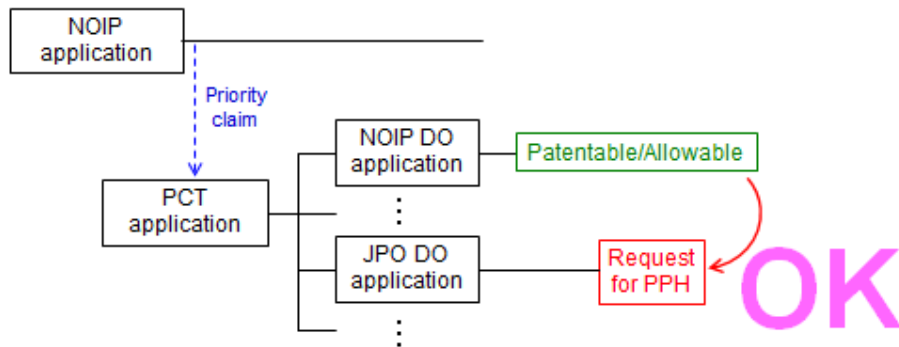 NOIP
application
Priority
claim
NOIP DO
application
Patentable/Allowable
PCT
application
JPO DO
application
Request
for PPH
OK